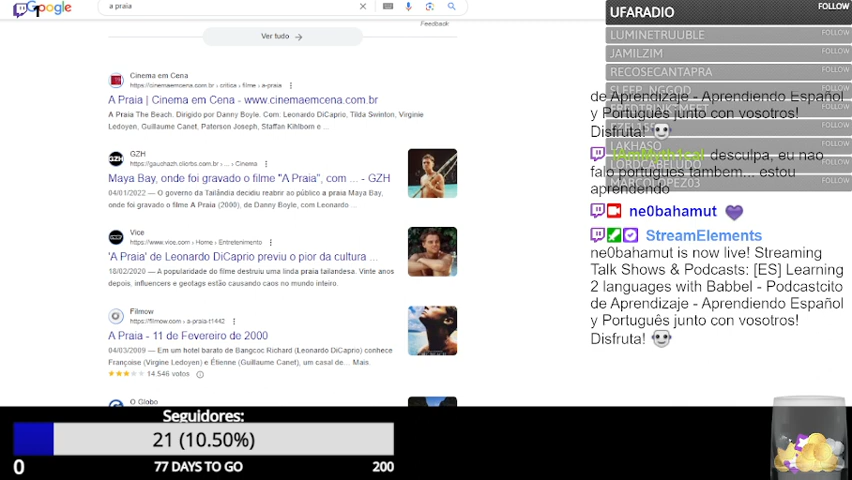 Google
a praia
Feedback
Ver tudo →
Cinema em Cena
https://cinemaemcena.com.br › critica › filme › a-praia
A Praia | Cinema em Cena - www.cinemaemcena.com.br
A Praia The Beach. Dirigido por Danny Boyle. Com: Leonardo DiCaprio, Tilda Swinton, Virginie
Ledoyen, Guillaume Canet, Paterson Joseph, Staffan Kihlborn e ...
GZH
https://gauchazh.clicrbs.com.br › ... › Cinema
Maya Bay, onde foi gravado o filme "A Praia", com ... - GZH
04/01/2022 — O governo da Tailândia decidiu reabrir ao público a praia Maya Bay,
onde foi gravado o filme A Praia (2000), de Danny Boyle, com Leonardo ...
Vice
https://www.vice.com › Home › Entretenimento
'A Praia' de Leonardo DiCaprio previu o pior da cultura ...
18/02/2020 — A popularidade do filme destruiu uma linda praia tailandesa. Vinte anos
depois, influencers e geotags estão causando caos no mundo inteiro.
Filmow
https://filmow.com › a-praia-t1442
A Praia - 11 de Fevereiro de 2000
04/03/2009 — Em um hotel barato de Bangcoc Richard (Leonardo DiCaprio) conhece
Françoise (Virginie Ledoyen) e Étienne (Guillaume Canet), um casal de... Mais
14.546 votos
O Globo
UFARADIO FOLLOW
LUMINETRUUBLE FOLLOW
JAMILZIM FOLLOW
RECOSECANTAPRA FOLLOW
SLEEP_NGGOD FOLLOW
de Aprendizaje - Aprendiendo Español
FOLLOW
y Portugués junto con vosotros!
FOLLOW
Disfruta!
LAKHASO FOLLOW
IAmMyth1cal desculpa, eu nao
LORDCABELUDO FOLLOW
falo portugues tambem... estou
MARCOLOPEZ03 FOLLOW
aprendendo
ne0bahamut
StreamElements
ne0bahamut is now live! Streaming
Talk Shows & Podcasts: [ES] Learning
2 languages with Babbel - Podcastcito
de Aprendizaje - Aprendiendo Español
y Portugués junto con vosotros!
Disfruta!
Seguidores:
21 (10.50%)
0 77 DAYS TO GO 200